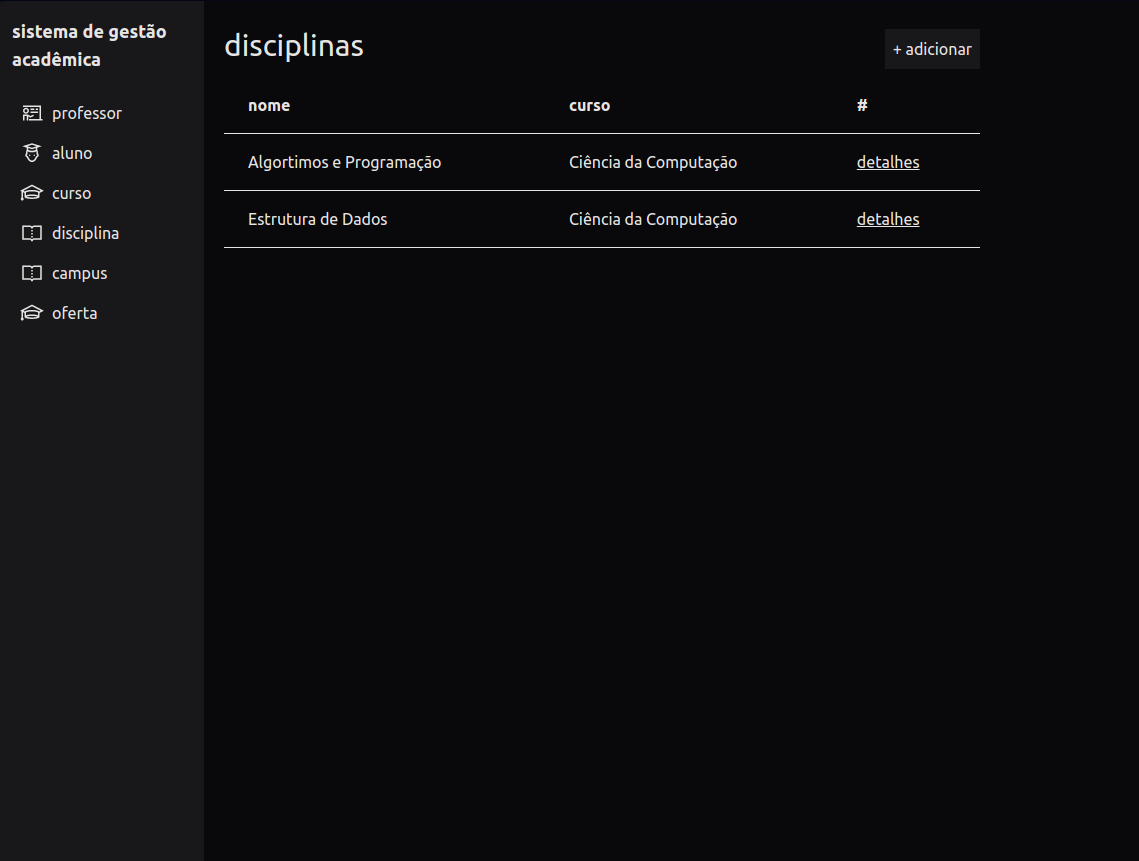 sistema de gestão
acadêmica
professor
aluno
curso
disciplina
campus
oferta
disciplinas
+ adicionar
nome curso #
Algortimos e Programação Ciência da Computação detalhes
Estrutura de Dados Ciência da Computação detalhes